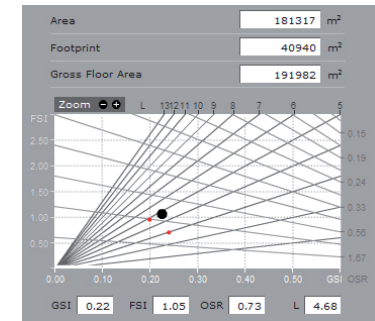 Area 181317 m²
Footprint 40940 m²
Gross Floor Area 191982 m²
Zoom L 13 12 11 10 9 8 7 6 5
FSI
0.15
2.50
0.19
2.00
0.24
1.50
0.33
1.00
0.56
0.50
1.67
0.00 0.10 0.20 0.30 0.40 0.50 GSI OSR
GSI 0.22 FSI 1.05 OSR 0.73 L 4.68